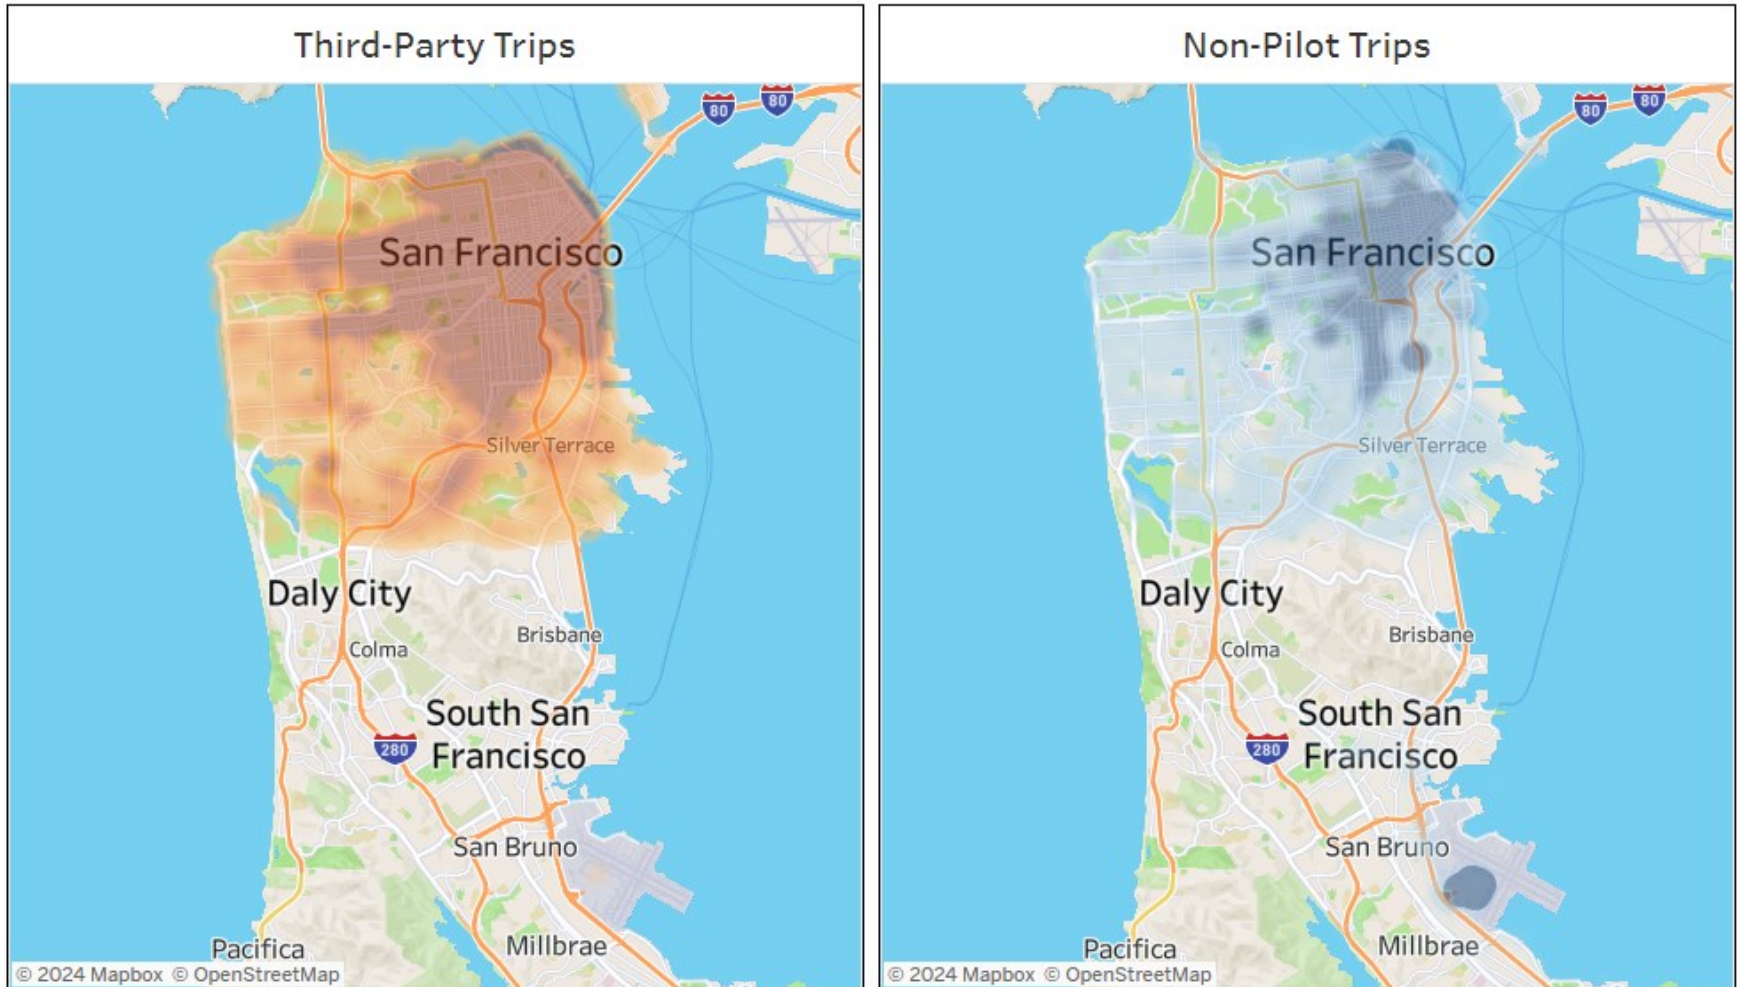 Third-Party Trips
80
80
San Francisco
Silver Terrace
Daly City
Brisbane
Colma
South San
Francisco
280
San Bruno
Pacifica
Millbrae
© 2024 Mapbox © OpenStreetMap
Non-Pilot Trips
80
80
San Francisco
Silver Terrace
Daly City
Brisbane
Colma
South San
Francisco
280
San Bruno
Pacifica
Millbrae
© 2024 Mapbox © OpenStreetMap